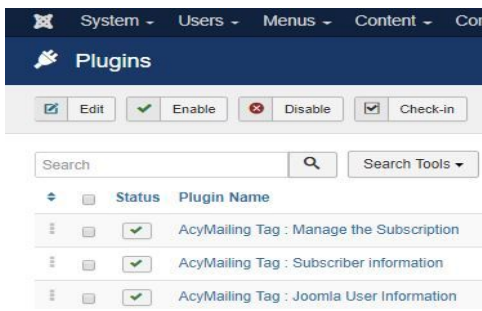 System Users Menus Content Co
Plugins
Edit Enable Disable Check-in
Search Search Tools
Status Plugin Name
AcyMailing Tag : Manage the Subscription
AcyMailing Tag : Subscriber information
AcyMailing Tag : Joomla User Information